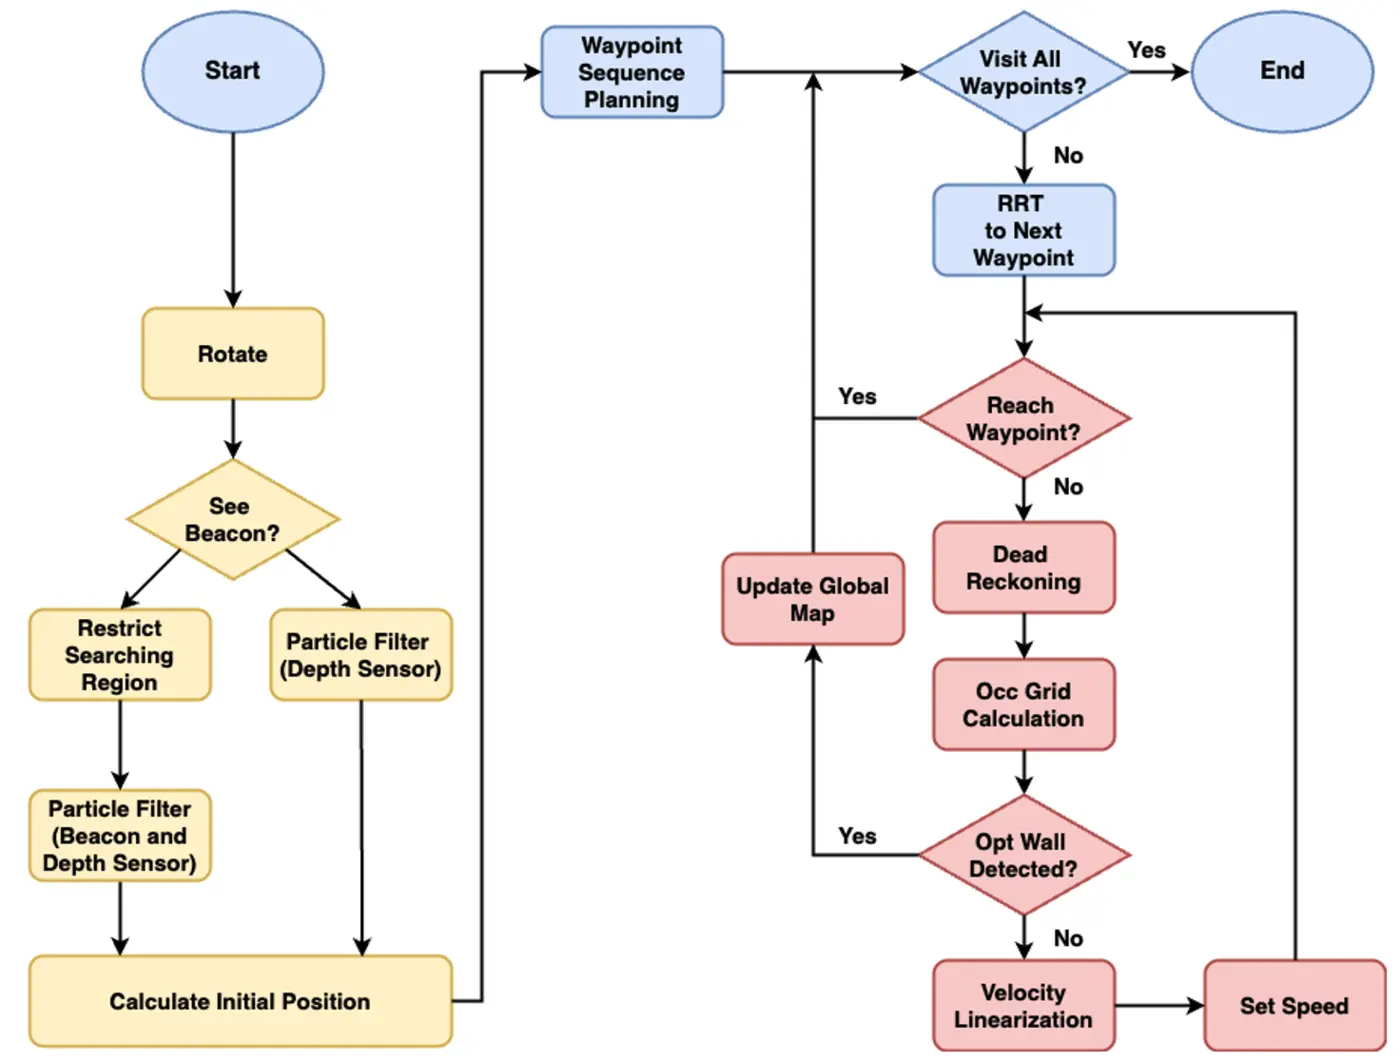 Start
Rotate
See
Beacon?
Restrict
Searching
Region
Particle Filter
(Depth Sensor)
Particle Filter
(Beacon and
Depth Sensor)
Calculate Initial Position
Waypoint
Sequence
Planning
Visit All
Waypoints?
Yes
End
No
RRT
to Next
Waypoint
Reach
Waypoint?
Yes
No
Dead
Reckoning
Update Global
Map
Occ Grid
Calculation
Opt Wall
Detected?
Yes
No
Velocity
Linearization
Set Speed